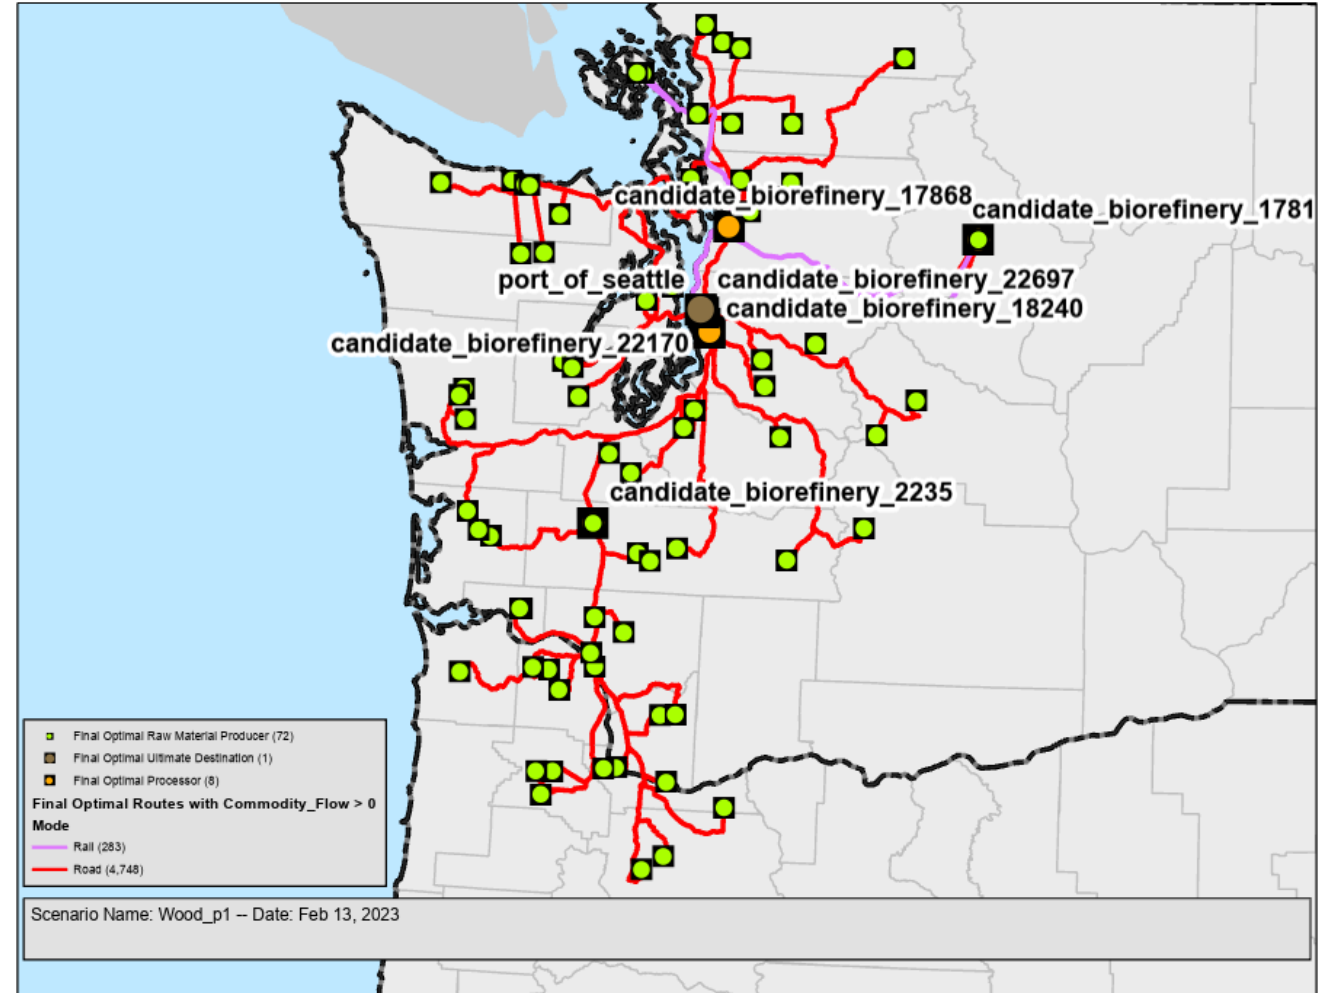 candidate_biorefinery_17868
candidate_biorefinery_1781
port_of_seattle
candidate_biorefinery_22697
candidate_biorefinery_18240
candidate_biorefinery_22170
candidate_biorefinery_2235
Final Optimal Raw Material Producer (72)
Final Optimal Ultimate Destination (1)
Final Optimal Processor (8)
Final Optimal Routes with Commodity_Flow > 0
Mode
Rail (283)
Road (4,748)
Scenario Name: Wood_p1 -- Date: Feb 13, 2023